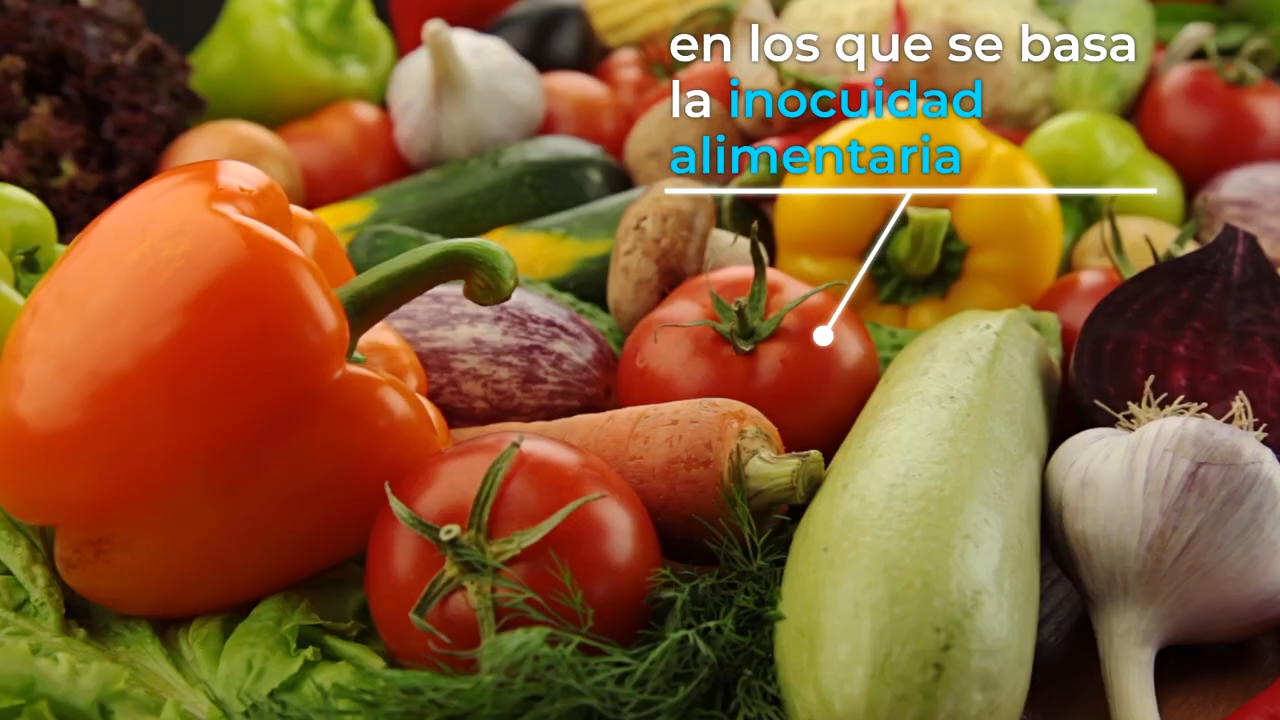 en los que se basa
la inocuidad
alimentaria